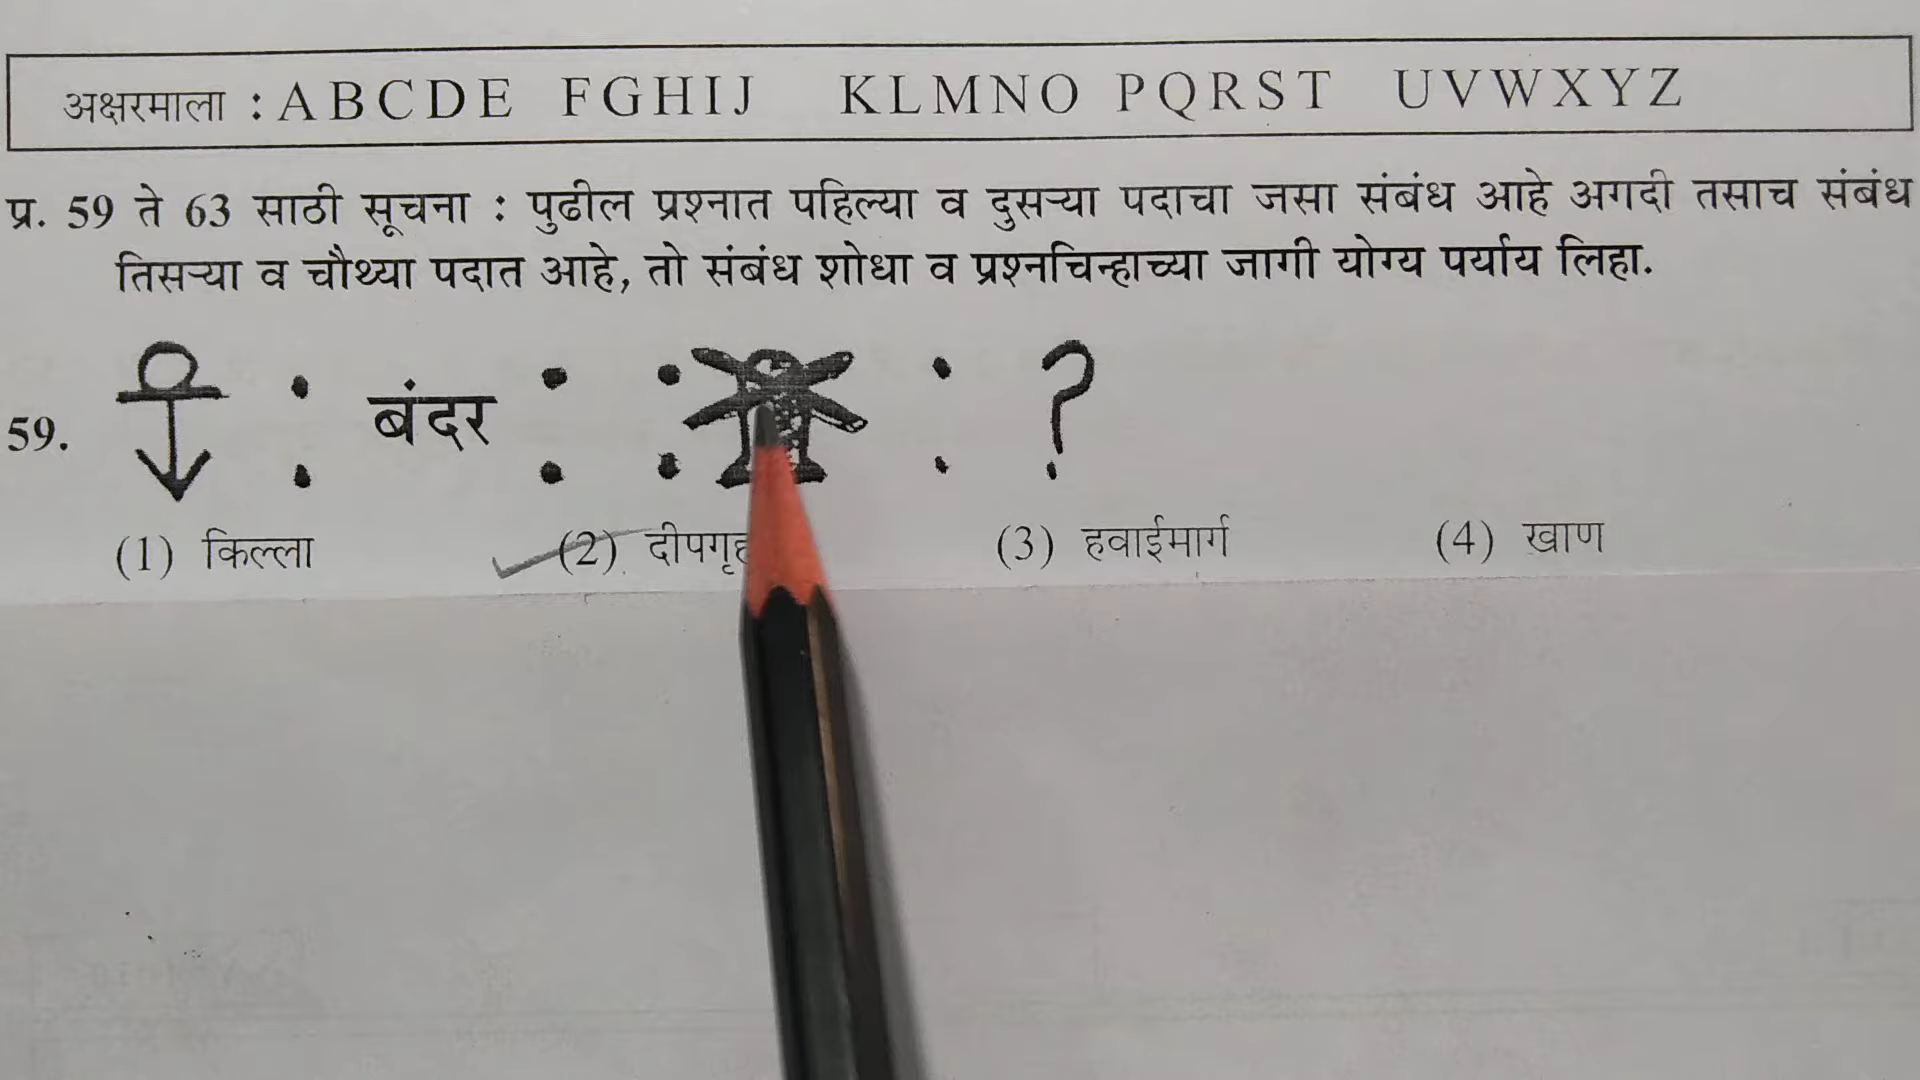 अक्षरमाला : A B C D E F G H I J K L M N O P Q R S T U V W X Y Z
प्र. 59 ते 63 साठी सूचना : पुढील प्रश्नात पहिल्या व दुसऱ्या पदाचा जसा संबंध आहे अगदी तसाच संबंध
तिसऱ्या व चौथ्या पदात आहे, तो संबंध शोधा व प्रश्नचिन्हाच्या जागी योग्य पर्याय लिहा.
59. : बंदर : : : ?
(1) किल्ला (2) दीपगृह (3) हवाईमार्ग (4) खाण